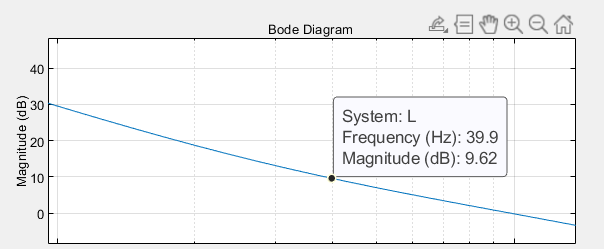 Bode Diagram
Magnitude (dB)
40
30
20
10
0
System: L
Frequency (Hz): 39.9
Magnitude (dB): 9.62